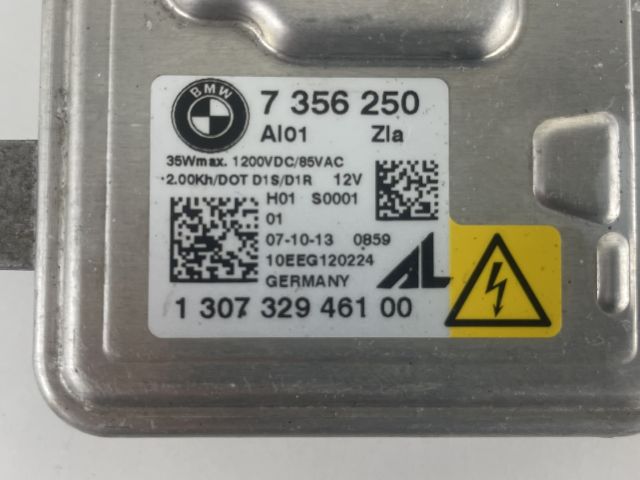 BMW
7 356 250
AI01 Zla
35Wmax. 1200VDC/85VAC
2.00Kh/DOT D1S/D1R 12V
H01 S0001
01
07-10-13 0859
10EEG120224
GERMANY AL
1 307 329 461 00